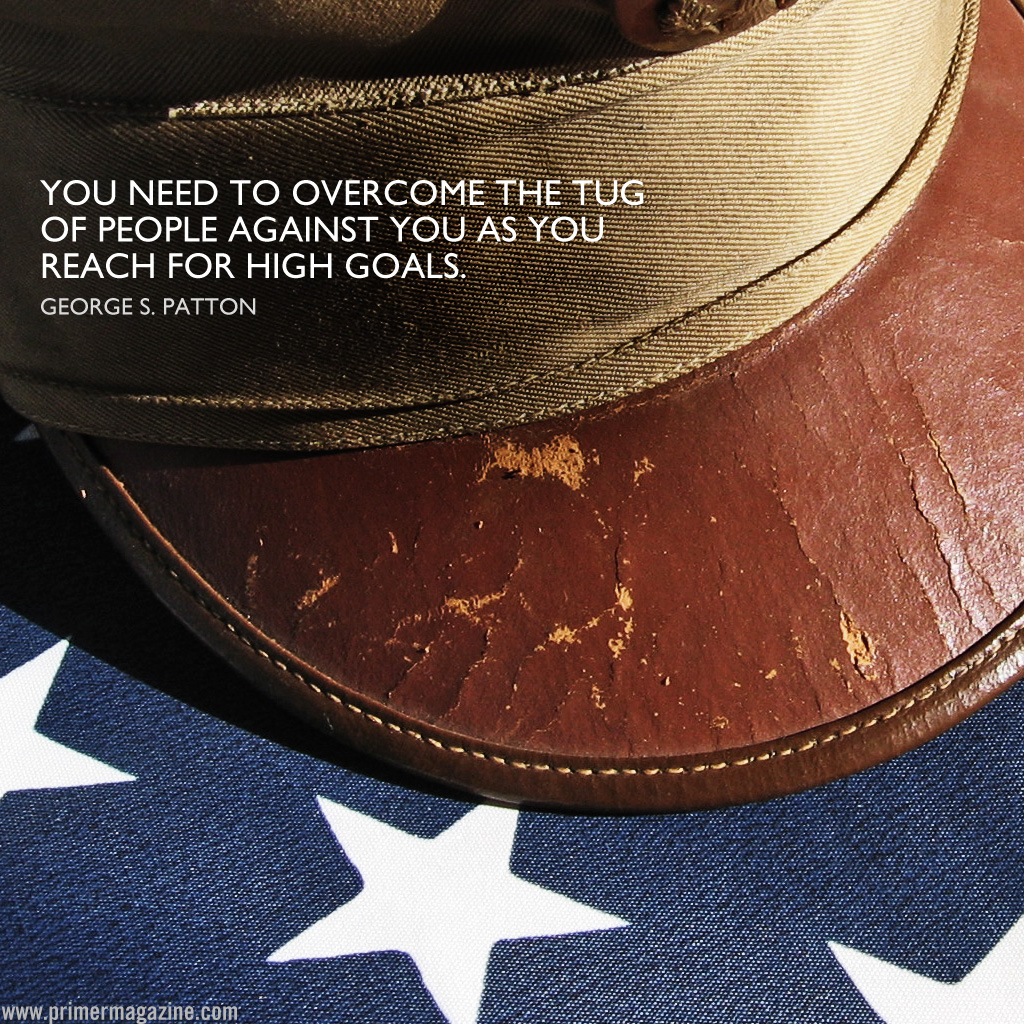 YOU NEED TO OVERCOME THE TUG
OF PEOPLE AGAINST YOU AS YOU
REACH FOR HIGH GOALS.
GEORGE S. PATTON
www.primermagazine.com